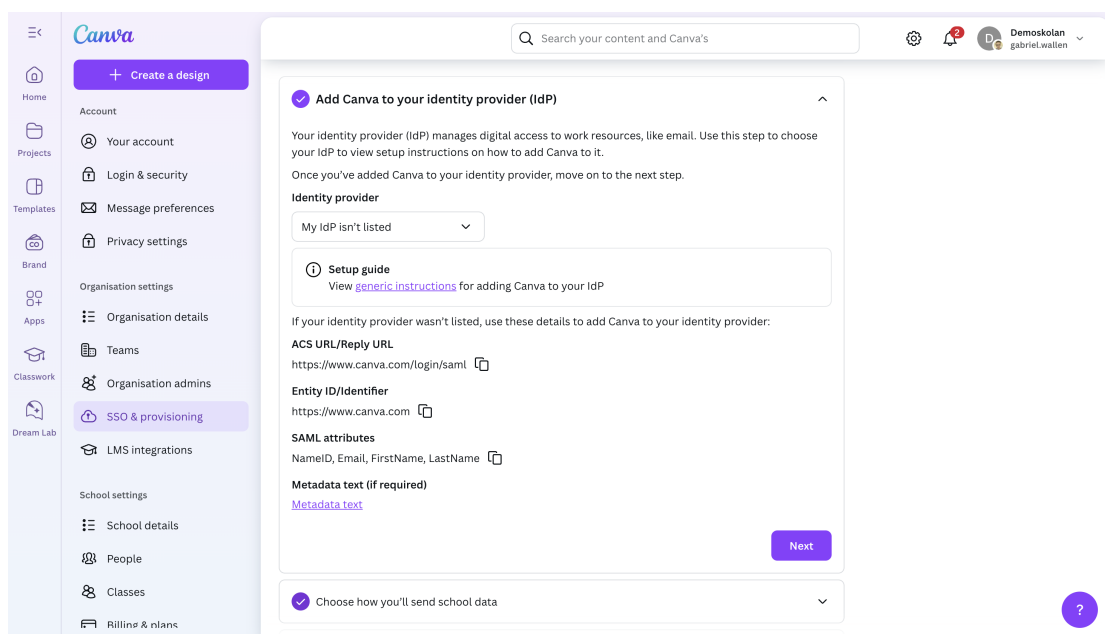 Home
Projects
Templates
CO
Brand
Apps
Classwork
Dream Lab
Canva
+ Create a design
Account
Your account
Login & security
Message preferences
Privacy settings
Organisation settings
Organisation details
Teams
Organisation admins
SSO & provisioning
LMS integrations
School settings
School details
People
Classes
Billing & plans
Search your content and Canva's
2
D
Demoskolan
gabriel.wallen
Add Canva to your identity provider (IdP)
Your identity provider (IdP) manages digital access to work resources, like email. Use this step to choose
your IdP to view setup instructions on how to add Canva to it.
Once you've added Canva to your identity provider, move on to the next step.
Identity provider
My IdP isn't listed
Setup guide
View generic instructions for adding Canva to your IdP
If your identity provider wasn't listed, use these details to add Canva to your identity provider:
ACS URL/Reply URL
https://www.canva.com/login/saml
Entity ID/Identifier
https://www.canva.com
SAML attributes
NameID, Email, FirstName, LastName
Metadata text (if required)
Metadata text
Next
Choose how you'll send school data
?